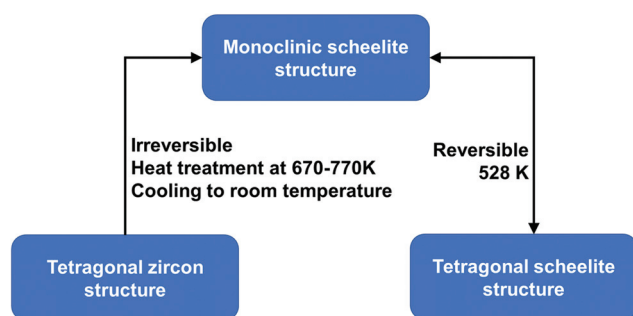 Monoclinic scheelite
structure
Irreversible
Heat treatment at 670-770K
Cooling to room temperature
Reversible
528 K
Tetragonal zircon
structure
Tetragonal scheelite
structure